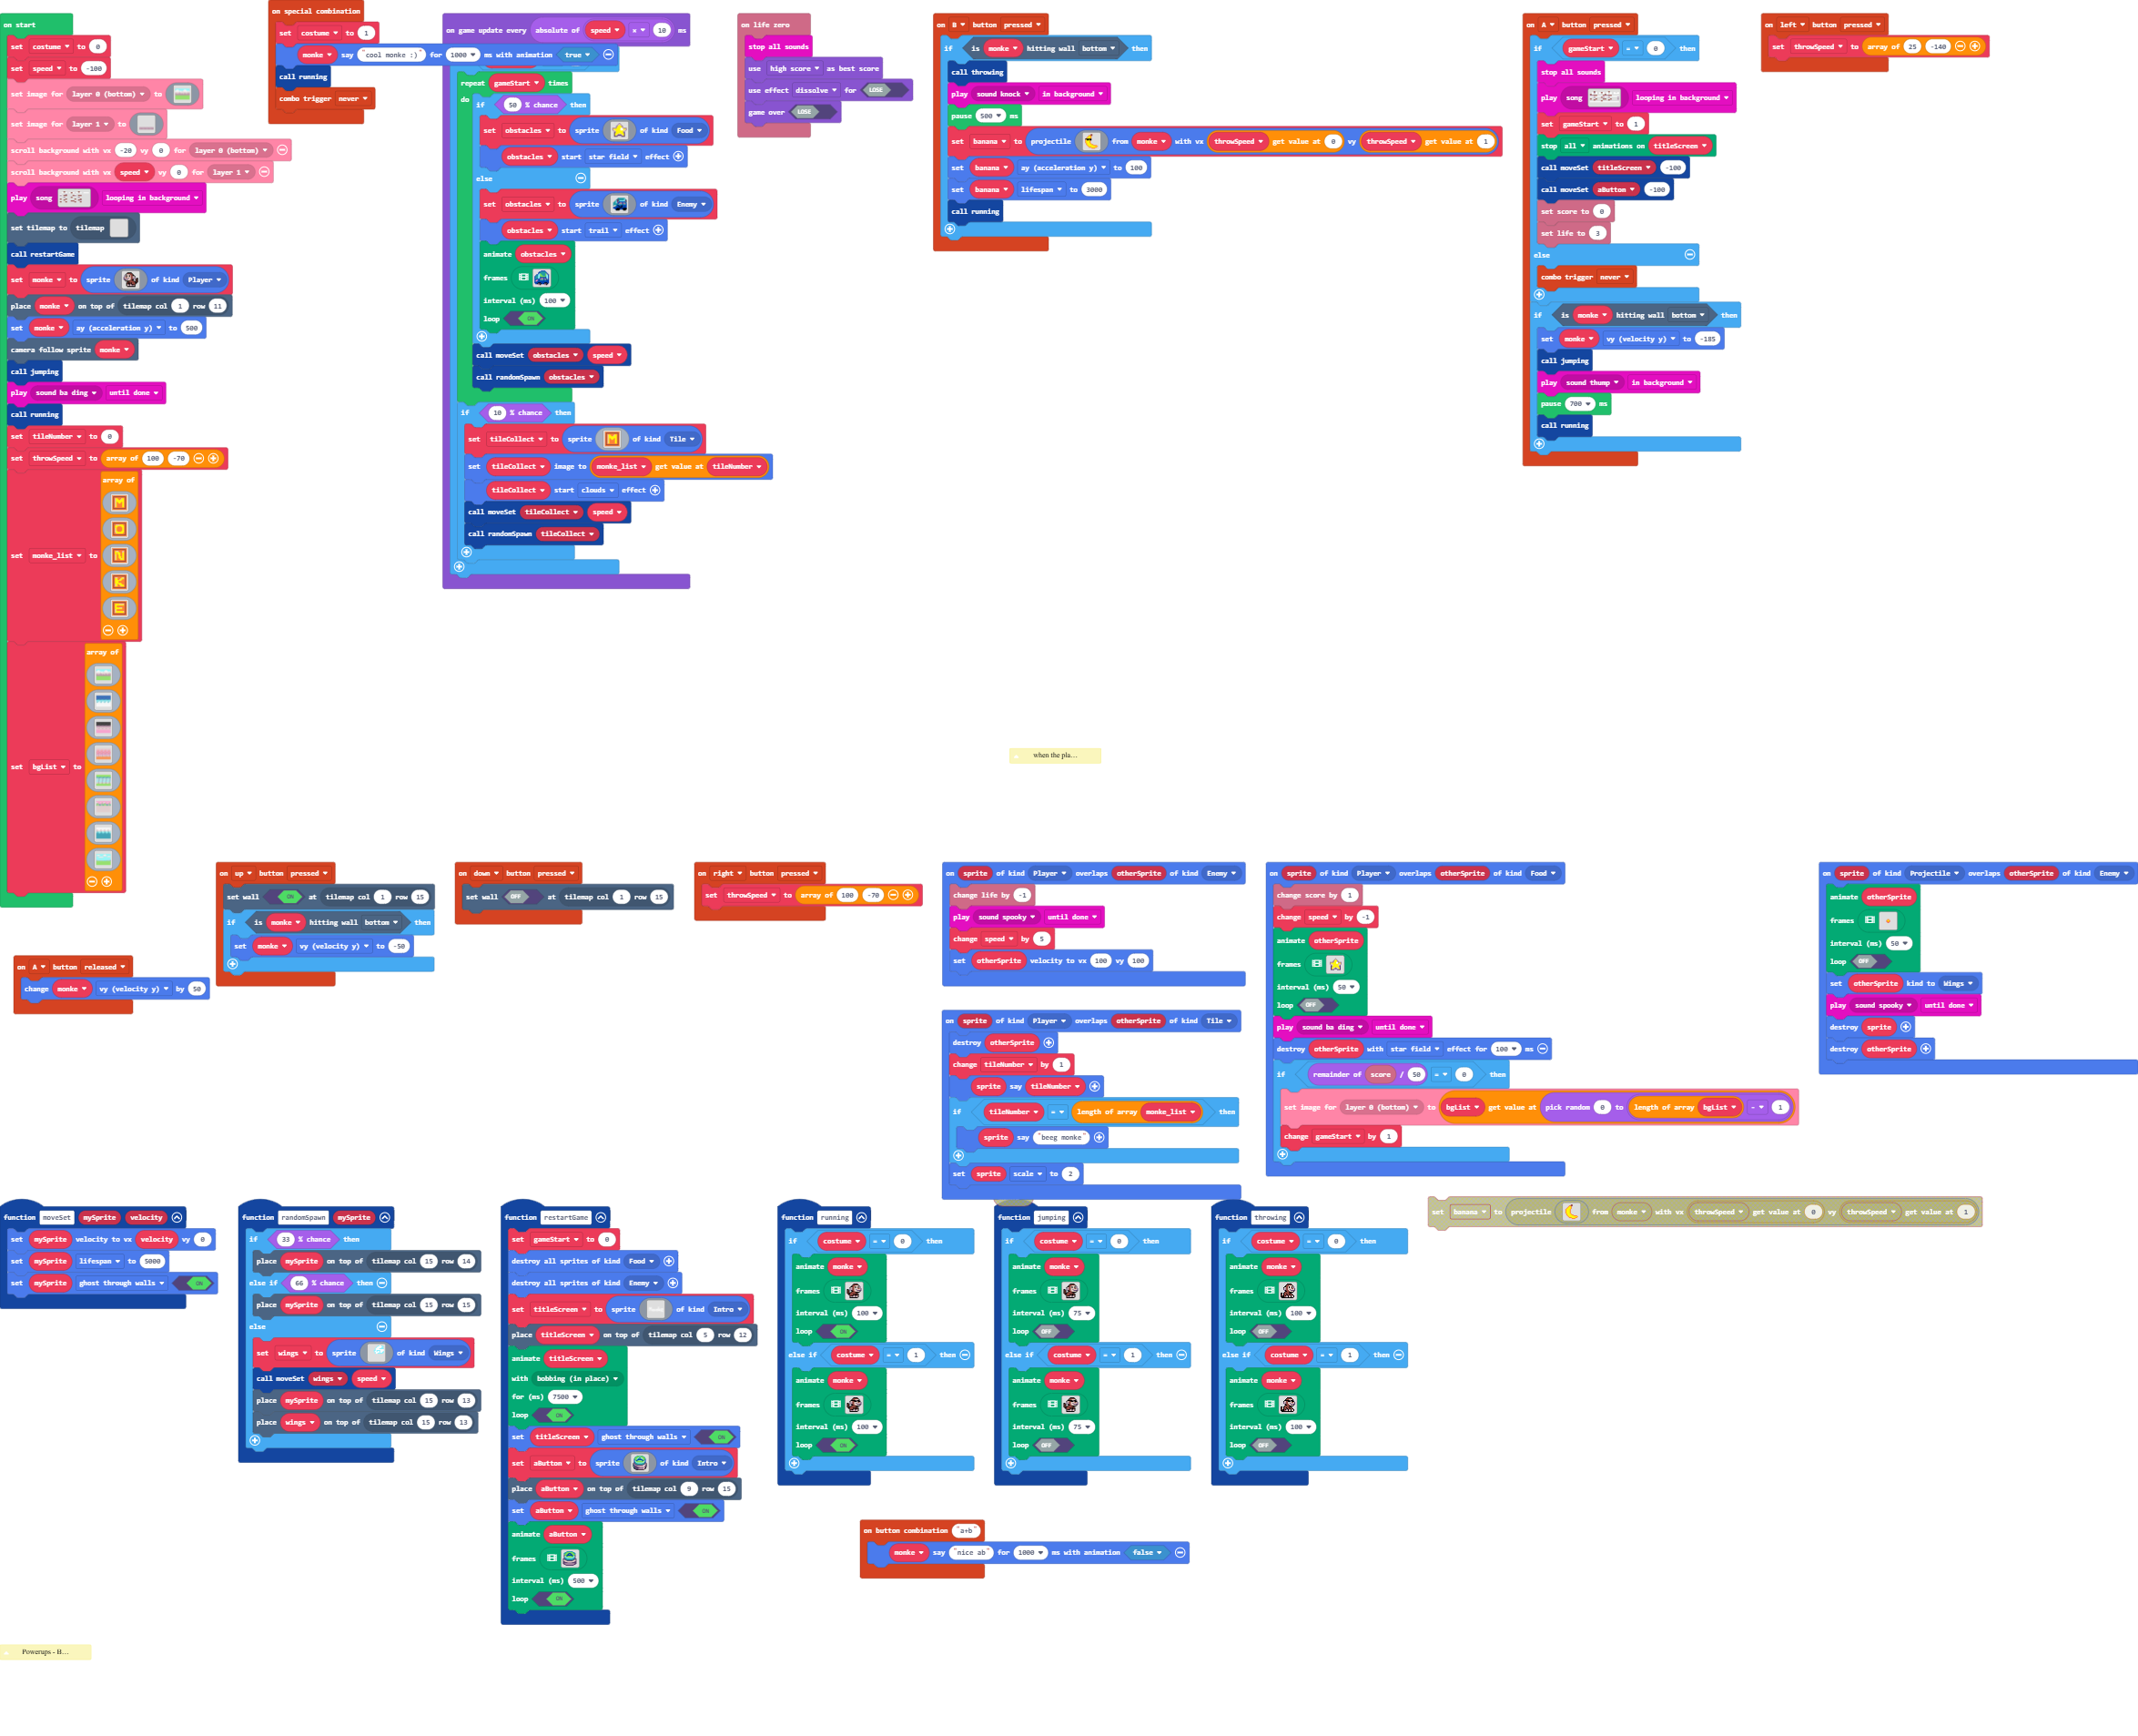 on start
set costume to 0
set speed to -100
set image for layer 0 (bottom) to
set image for layer 1 to
scroll background with vx -20 vy 0 for layer 0 (bottom)
scroll background with vx speed vy 0 for layer 1
play song looping in background
set tilemap to tilemap
call restartGame
set monke to sprite of kind Player
place monke on top of tilemap col 1 row 11
set monke ay (acceleration y) to 500
camera follow sprite monke
call jumping
play sound ba ding until done
call running
set tileNumber to 0
set throwSpeed to array of 100 -70
set monke_list to array of
M
O
N
K
E
set bgList to array of
on special combination
set costume to 1
monke say "cool monke :)" for 1000 ms with animation true
call running
combo trigger never
on game update every absolute of speed × 10 ms
repeat gameStart times
do if 50 % chance then
set obstacles to sprite of kind Food
obstacles start star field effect
else
set obstacles to sprite of kind Enemy
obstacles start trail effect
animate obstacles
frames
interval (ms) 100
loop ON
call moveSet obstacles speed
call randomSpawn obstacles
if 10 % chance then
set tileCollect to sprite M of kind Tile
set tileCollect image to monke_list get value at tileNumber
tileCollect start clouds effect
call moveSet tileCollect speed
call randomSpawn tileCollect
on life zero
stop all sounds
use high score as best score
use effect dissolve for LOSE
game over LOSE
on B button pressed
if is monke hitting wall bottom then
call throwing
play sound knock in background
pause 500 ms
set banana to projectile from monke with vx throwSpeed get value at 0 vy throwSpeed get value at 1
set banana ay (acceleration y) to 100
set banana lifespan to 3000
call running
on A button pressed
if gameStart = 0 then
stop all sounds
play song looping in background
set gameStart to 1
stop all animations on titleScreen
call moveSet titleScreen -100
call moveSet aButton -100
set score to 0
set life to 3
else
combo trigger never
if is monke hitting wall bottom then
set monke vy (velocity y) to -185
call jumping
play sound thump in background
pause 700 ms
call running
on left button pressed
set throwSpeed to array of 25 -140
when the pla...
on A button released
change monke vy (velocity y) by 50
on up button pressed
set wall ON at tilemap col 1 row 15
if is monke hitting wall bottom then
set monke vy (velocity y) to -50
on down button pressed
set wall OFF at tilemap col 1 row 15
on right button pressed
set throwSpeed to array of 100 -70
on sprite of kind Player overlaps otherSprite of kind Enemy
change life by -1
play sound spooky until done
change speed by 5
set otherSprite velocity to vx 100 vy 100
on sprite of kind Player overlaps otherSprite of kind Tile
destroy otherSprite
change tileNumber by 1
sprite say tileNumber
if tileNumber = length of array monke_list then
sprite say "beeg monke"
set sprite scale to 2
on sprite of kind Player overlaps otherSprite of kind Food
change score by 1
change speed by -1
animate otherSprite
frames
interval (ms) 50
loop OFF
play sound ba ding until done
destroy otherSprite with star field effect for 100 ms
if remainder of score / 50 = 0 then
set image for layer 0 (bottom) to bgList get value at pick random 0 to length of array bgList - 1
change gameStart by 1
on sprite of kind Projectile overlaps otherSprite of kind Enemy
animate otherSprite
frames
interval (ms) 50
loop OFF
set otherSprite kind to Wings
play sound spooky until done
destroy sprite
destroy otherSprite
function moveSet mySprite velocity
set mySprite velocity to vx velocity vy 0
set mySprite lifespan to 5000
set mySprite ghost through walls ON
function randomSpawn mySprite
if 33 % chance then
place mySprite on top of tilemap col 15 row 14
else if 66 % chance then
place mySprite on top of tilemap col 15 row 15
else
set wings to sprite of kind Wings
call moveSet wings speed
place mySprite on top of tilemap col 15 row 13
place wings on top of tilemap col 15 row 13
function restartGame
set gameStart to 0
destroy all sprites of kind Food
destroy all sprites of kind Enemy
set titleScreen to sprite of kind Intro
place titleScreen on top of tilemap col 5 row 12
animate titleScreen
with bobbing (in place)
for (ms) 7500
loop ON
set titleScreen ghost through walls ON
set aButton to sprite of kind Intro
place aButton on top of tilemap col 9 row 15
set aButton ghost through walls ON
animate aButton
frames
interval (ms) 500
loop ON
function running
if costume = 0 then
animate monke
frames
interval (ms) 100
loop ON
else if costume = 1 then
animate monke
frames
interval (ms) 100
loop ON
function jumping
if costume = 0 then
animate monke
frames
interval (ms) 75
loop OFF
else if costume = 1 then
animate monke
frames
interval (ms) 75
loop OFF
function throwing
if costume = 0 then
animate monke
frames
interval (ms) 100
loop OFF
else if costume = 1 then
animate monke
frames
interval (ms) 100
loop OFF
set banana to projectile from monke with vx throwSpeed get value at 0 vy throwSpeed get value at 1
on button combination "a+b"
monke say "nice ab" for 1000 ms with animation false
Powerups - H...